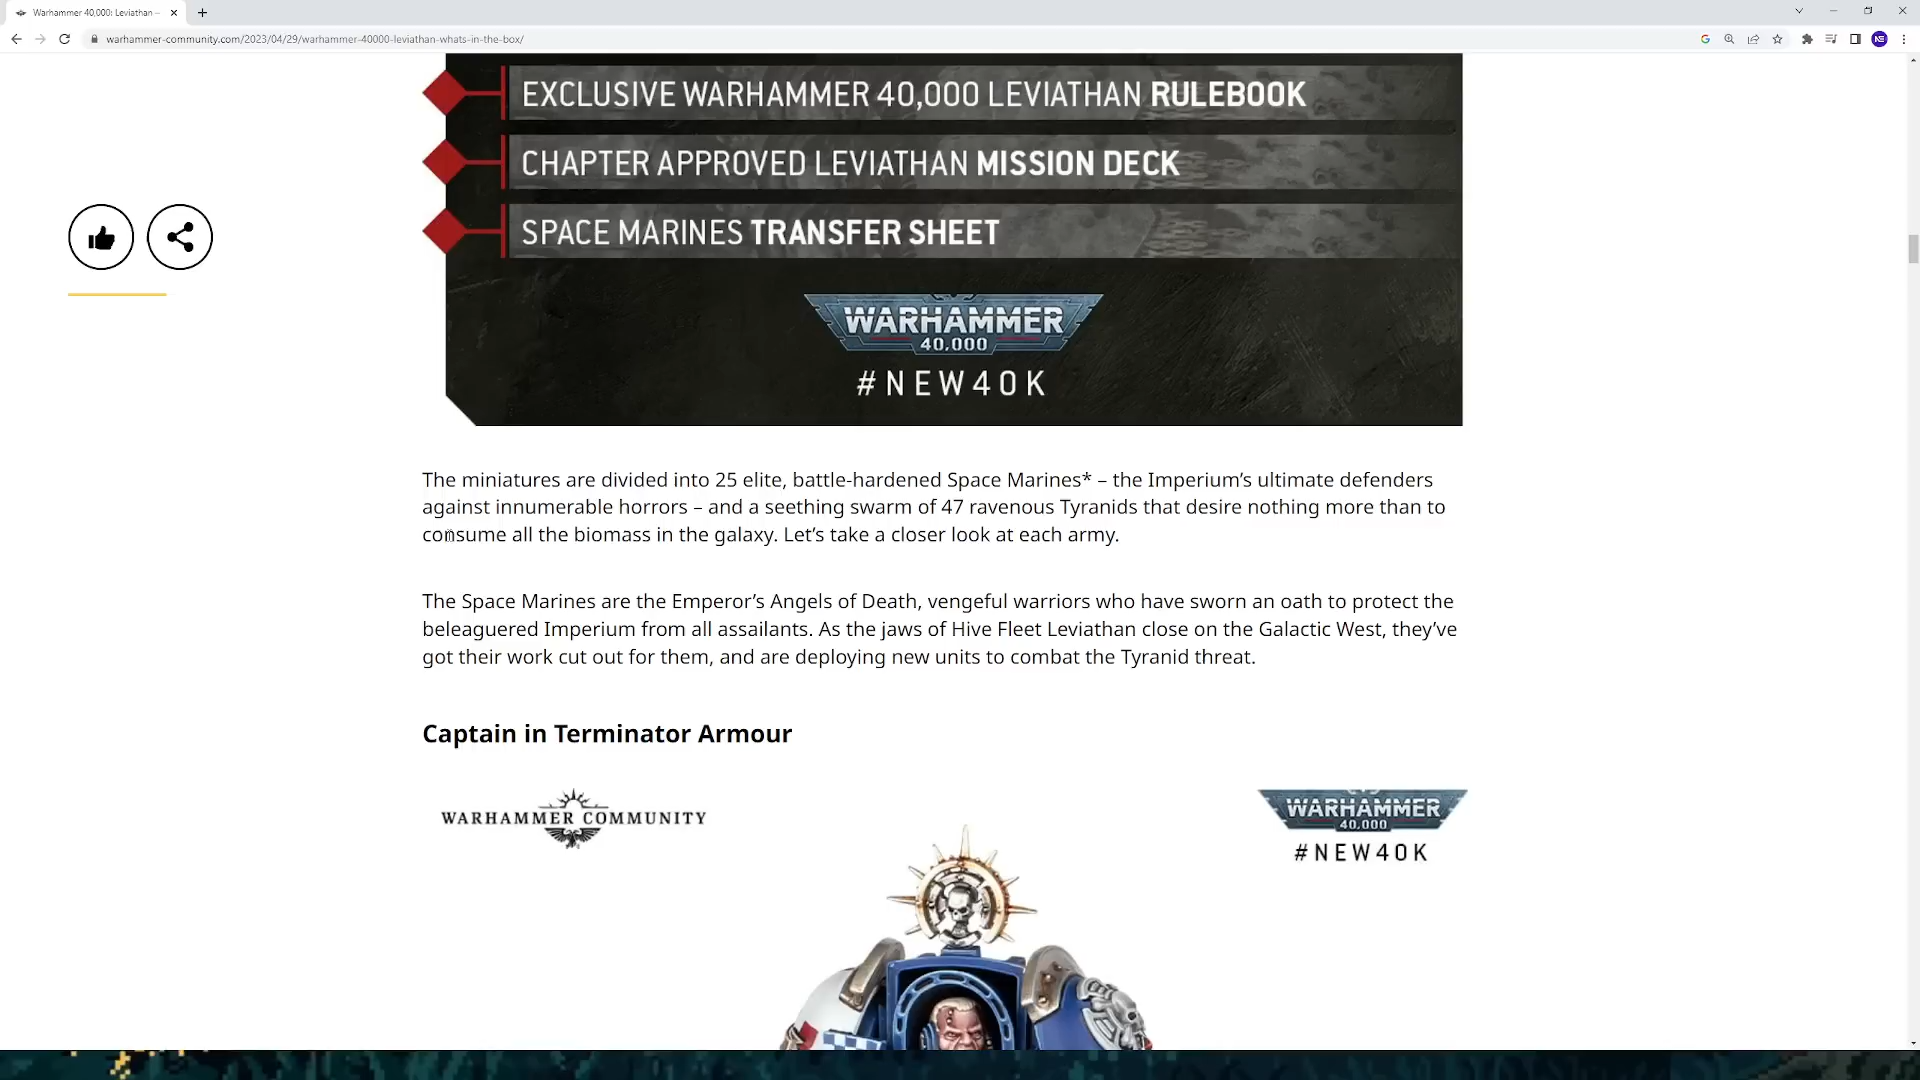 Warhammer 40,000: Leviathan –
warhammer-community.com/2023/04/29/warhammer-40000-leviathan-whats-in-the-box/
NE
EXCLUSIVE WARHAMMER 40,000 LEVIATHAN RULEBOOK
CHAPTER APPROVED LEVIATHAN MISSION DECK
SPACE MARINES TRANSFER SHEET
WARHAMMER
40,000
#NEW40K
The miniatures are divided into 25 elite, battle-hardened Space Marines* – the Imperium’s ultimate defenders
against innumerable horrors – and a seething swarm of 47 ravenous Tyranids that desire nothing more than to
consume all the biomass in the galaxy. Let’s take a closer look at each army.
The Space Marines are the Emperor’s Angels of Death, vengeful warriors who have sworn an oath to protect the
beleaguered Imperium from all assailants. As the jaws of Hive Fleet Leviathan close on the Galactic West, they’ve
got their work cut out for them, and are deploying new units to combat the Tyranid threat.
Captain in Terminator Armour
WARHAMMER COMMUNITY
WARHAMMER
40,000
#NEW40K